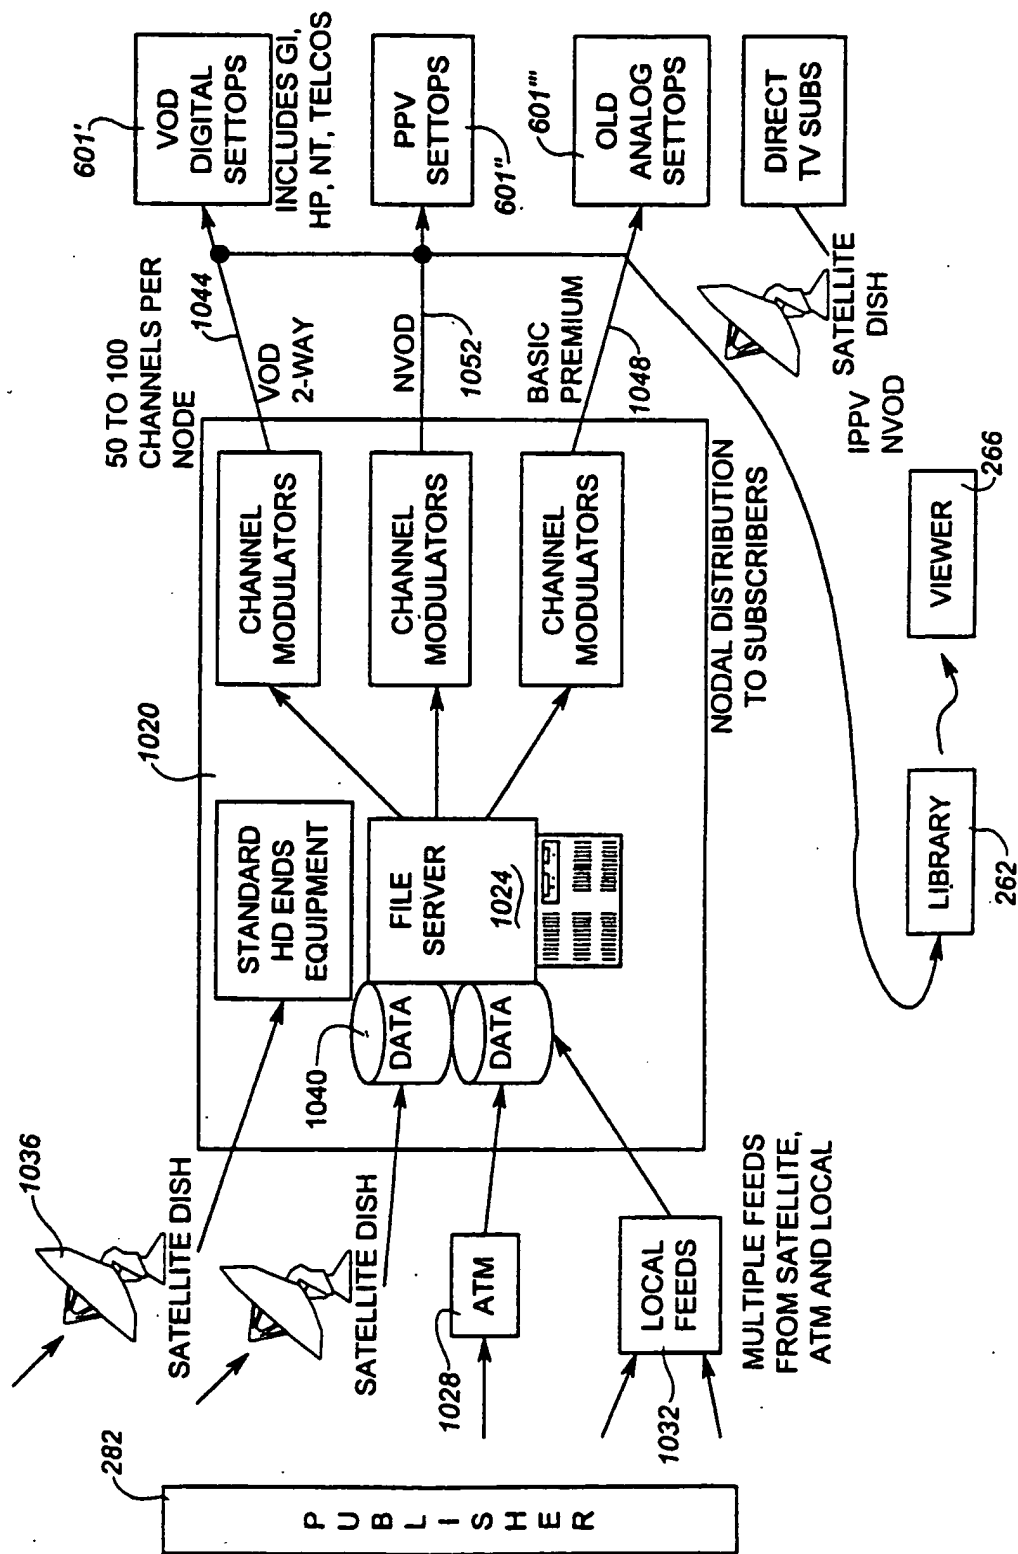 282
PUBLISHER
1036
SATELLITE DISH
SATELLITE DISH
1028
ATM
1032
LOCAL
FEEDS
MULTIPLE FEEDS
FROM SATELLITE,
ATM AND LOCAL
1020
STANDARD
HD ENDS
EQUIPMENT
1040
DATA
DATA
FILE
SERVER
1024
CHANNEL
MODULATORS
CHANNEL
MODULATORS
CHANNEL
MODULATORS
NODAL DISTRIBUTION
TO SUBSCRIBERS
50 TO 100
CHANNELS PER
NODE
1044
VOD
2-WAY
NVOD
1052
BASIC
PREMIUM
1048
601'
VOD
DIGITAL
SETTOPS
INCLUDES GI,
HP, NT, TELCOS
PPV
SETTOPS
601"
601'''
OLD
ANALOG
SETTOPS
DIRECT
TV SUBS
SATELLITE
DISH
IPPV
NVOD
LIBRARY
262
VIEWER
266